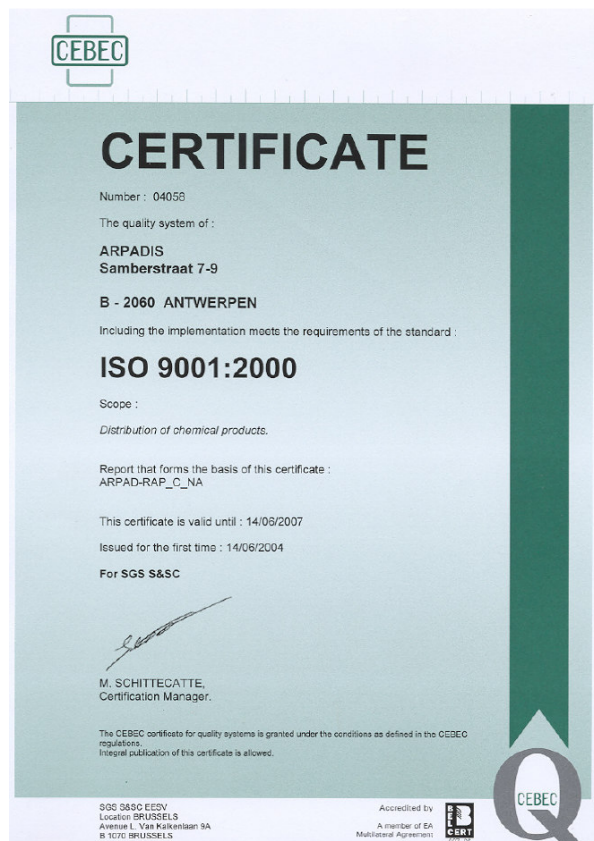 CEBEC
CERTIFICATE
Number : 04058
The quality system of :
ARPADIS
Samberstraat 7-9
B - 2060 ANTWERPEN
Including the implementation meets the requirements of the standard :
ISO 9001:2000
Scope :
Distribution of chemical products.
Report that forms the basis of this certificate :
ARPAD-RAP_C_NA
This certificate is valid until : 14/06/2007
Issued for the first time : 14/06/2004
For SGS S&SC
M. SCHITTECATTE,
Certification Manager.
The CEBEC certificate for quality systems is granted under the conditions as defined in the CEBEC
regulations.
Integral publication of this certificate is allowed.
SGS S&SC EESV
Location BRUSSELS
Avenue L. Van Kalkenlaan 9A
B 1070 BRUSSELS
Accredited by
A member of EA
Multilateral Agreement
BEL
B
CERT
Q
CEBEC